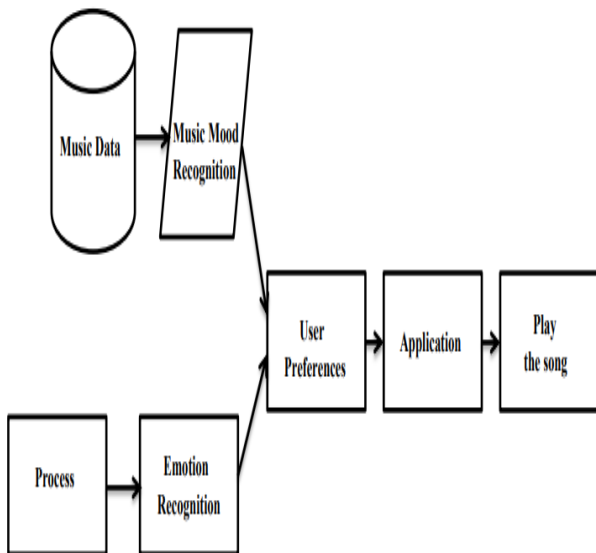 Music Data
Music Mood
Recognition
User
Preferences
Application
Play
the song
Process
Emotion
Recognition